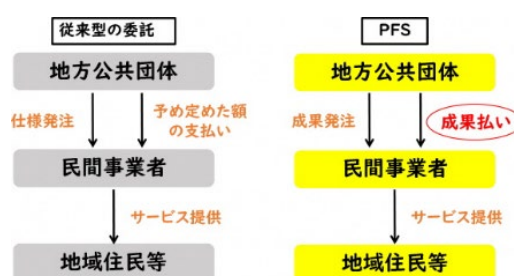 従来型の委託
地方公共団体
仕様発注
予め定めた額
の支払い
民間事業者
サービス提供
地域住民等
PFS
地方公共団体
成果発注
成果払い
民間事業者
サービス提供
地域住民等